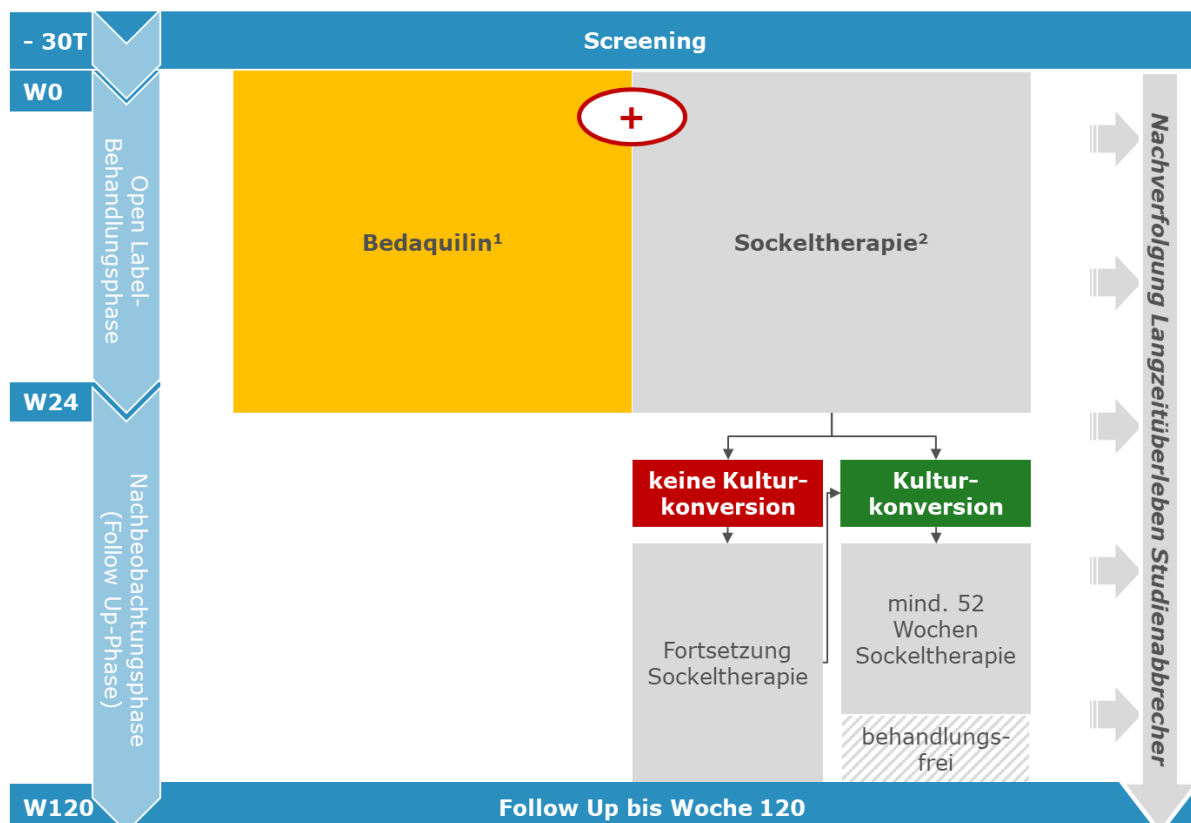 – 30T
Screening
W0
Open Label-
Behandlungsphase
+
Bedaquilin¹
Sockeltherapie²
W24
Nachbeobachtungsphase
(Follow Up-Phase)
keine Kultur-
konversion
Kultur-
konversion
Fortsetzung
Sockeltherapie
mind. 52
Wochen
Sockeltherapie
behandlungs-
frei
Nachverfolgung Langzeitüberleben Studienabbrecher
W120
Follow Up bis Woche 120